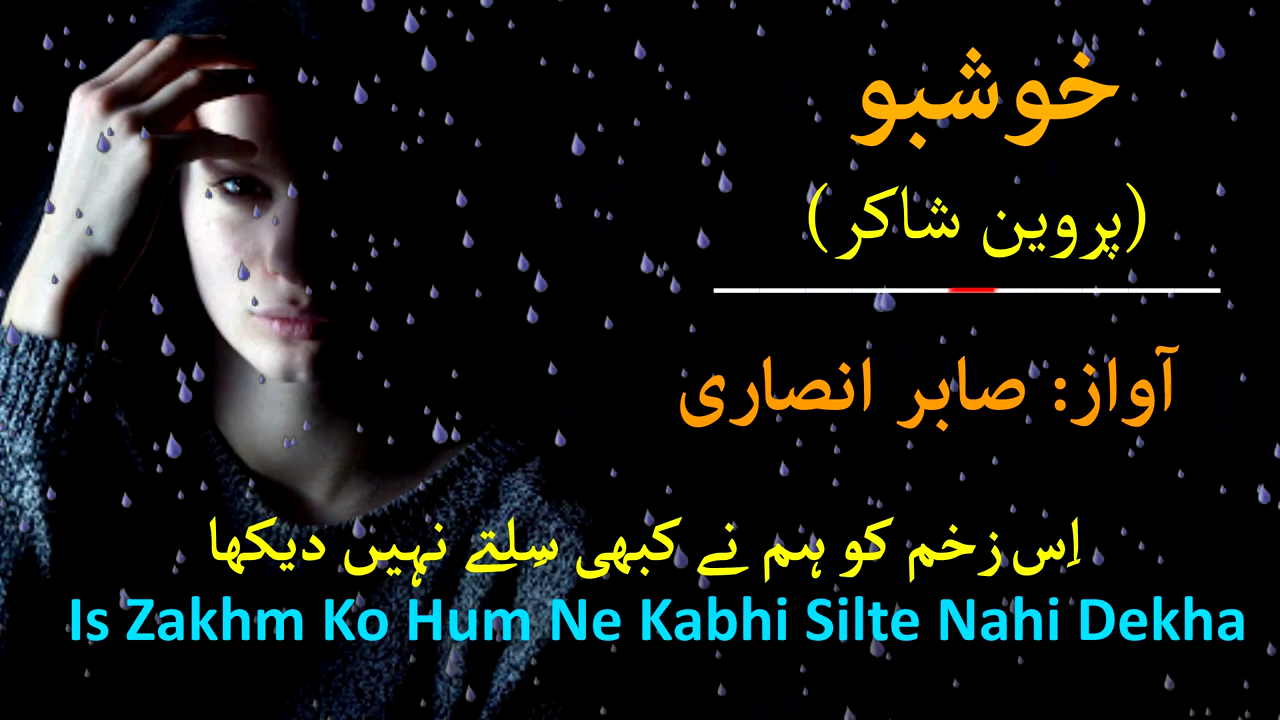 خوشبو
(پروین شاکر)
آواز: صابر انصاری
اِس زخم کو ہم نے کبھی سِلتے نہیں دیکھا
Is Zakhm Ko Hum Ne Kabhi Silte Nahi Dekha